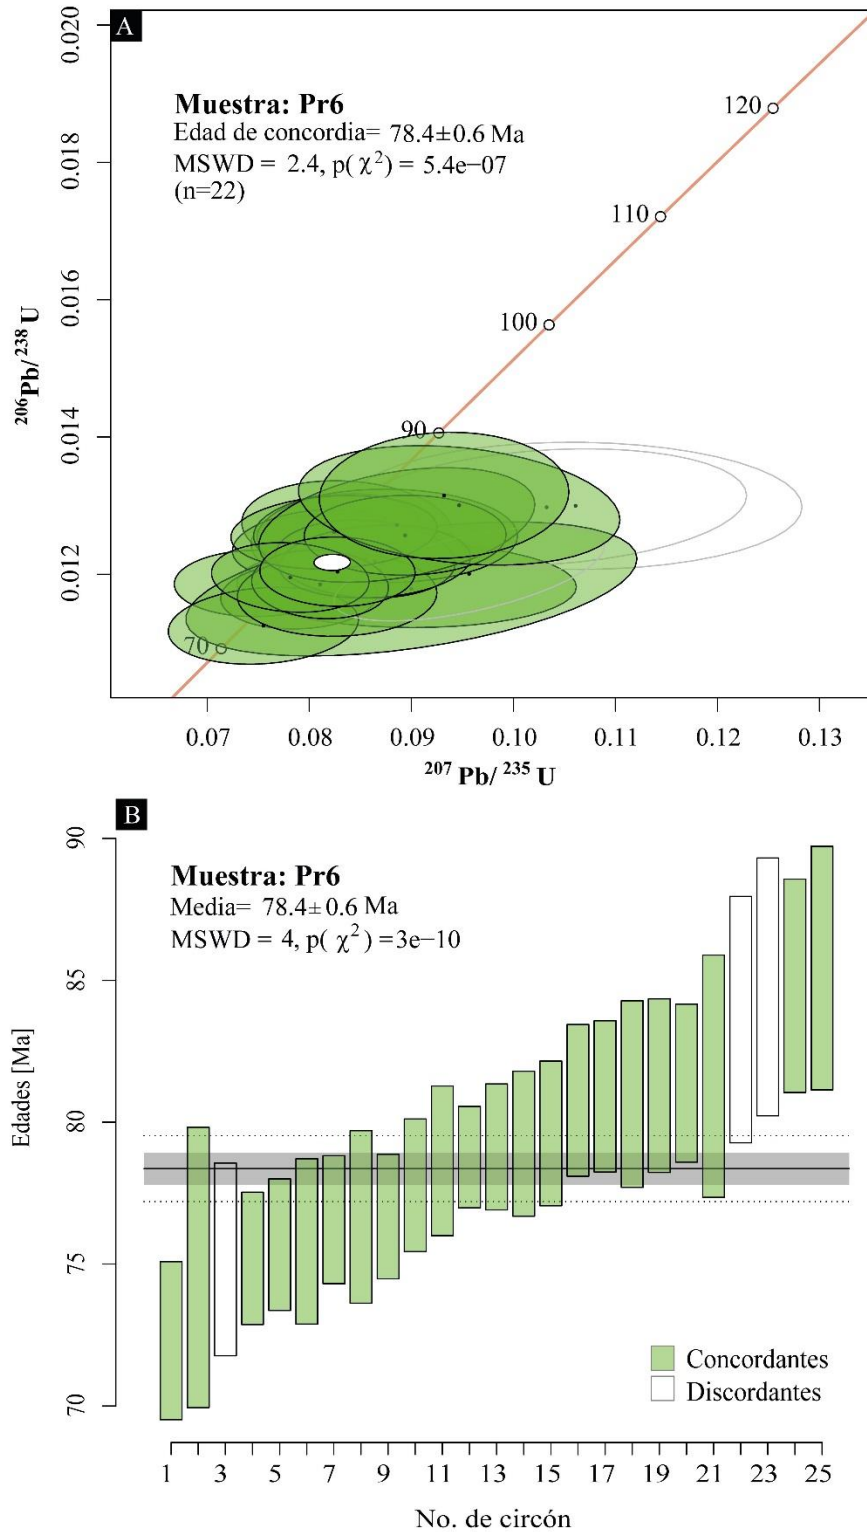 A
Muestra: Pr6
Edad de concordia= 78.4±0.6 Ma
MSWD = 2.4, p(χ²) = 5.4e−07
(n=22)
0.020
0.018
0.016
0.014
0.012
²⁰⁶Pb/²³⁸U
120
110
100
90
70
0.07 0.08 0.09 0.10 0.11 0.12 0.13
²⁰⁷Pb/²³⁵U
B
Muestra: Pr6
Media= 78.4±0.6 Ma
MSWD = 4, p(χ²) =3e−10
90
85
80
75
70
Edades [Ma]
Concordantes
Discordantes
1 3 5 7 9 11 13 15 17 19 21 23 25
No. de circón